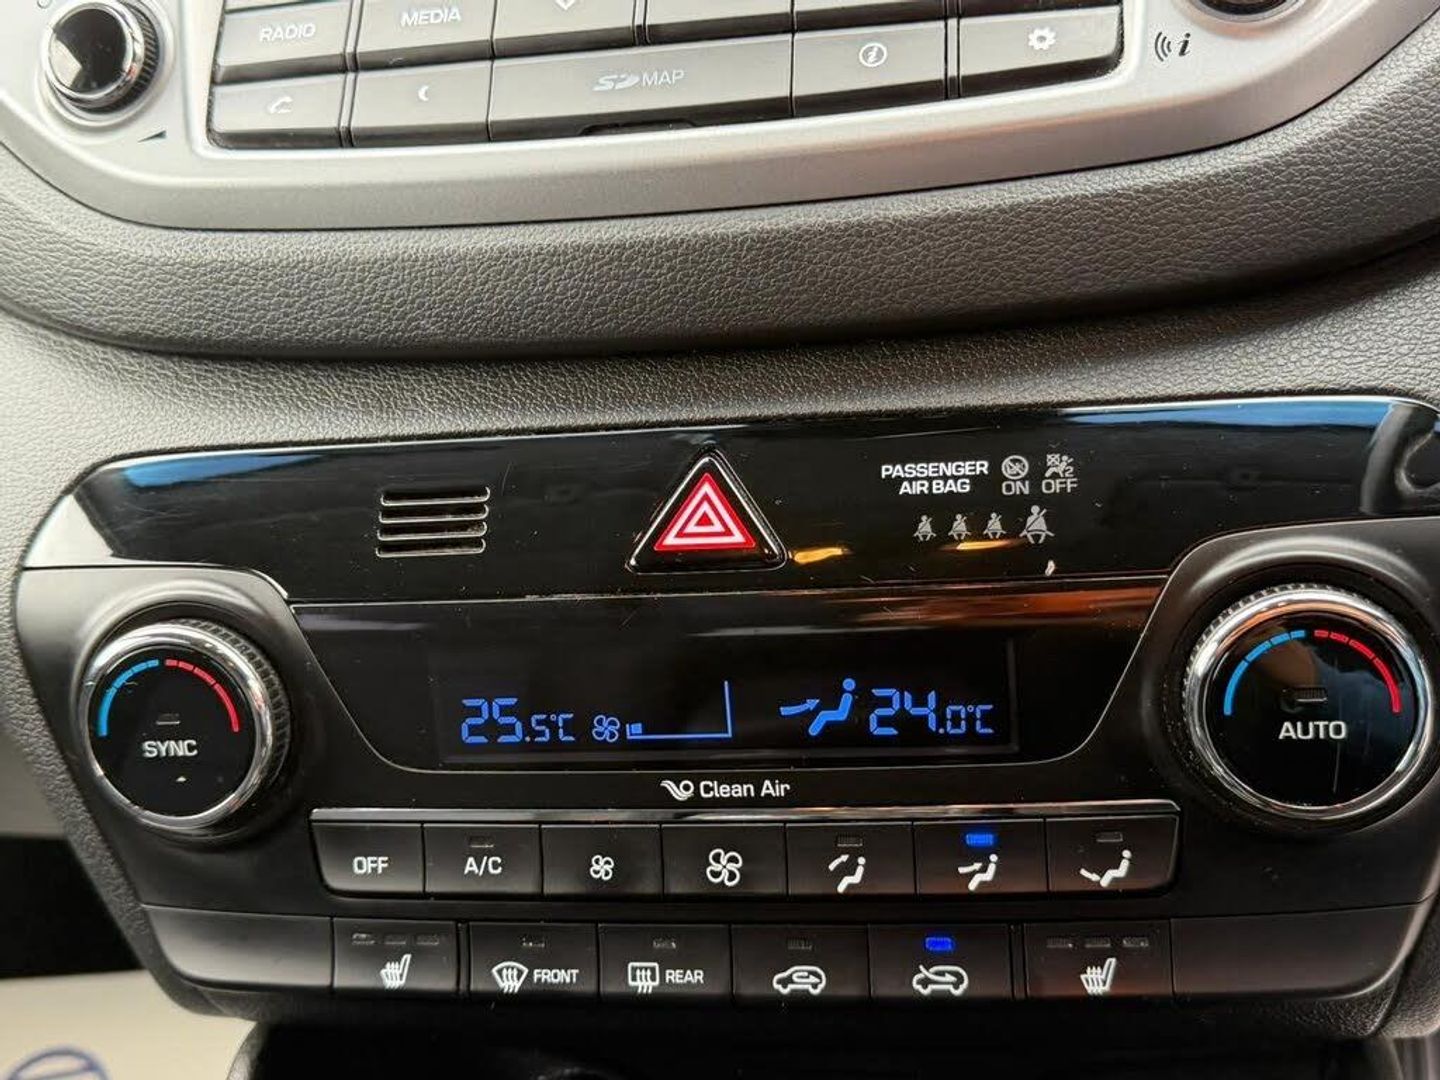 RADIO MEDIA
SD MAP
i
i
PASSENGER
AIR BAG ON OFF
2
SYNC
25.5°C 24.0°C
AUTO
Clean Air
OFF A/C
FRONT REAR